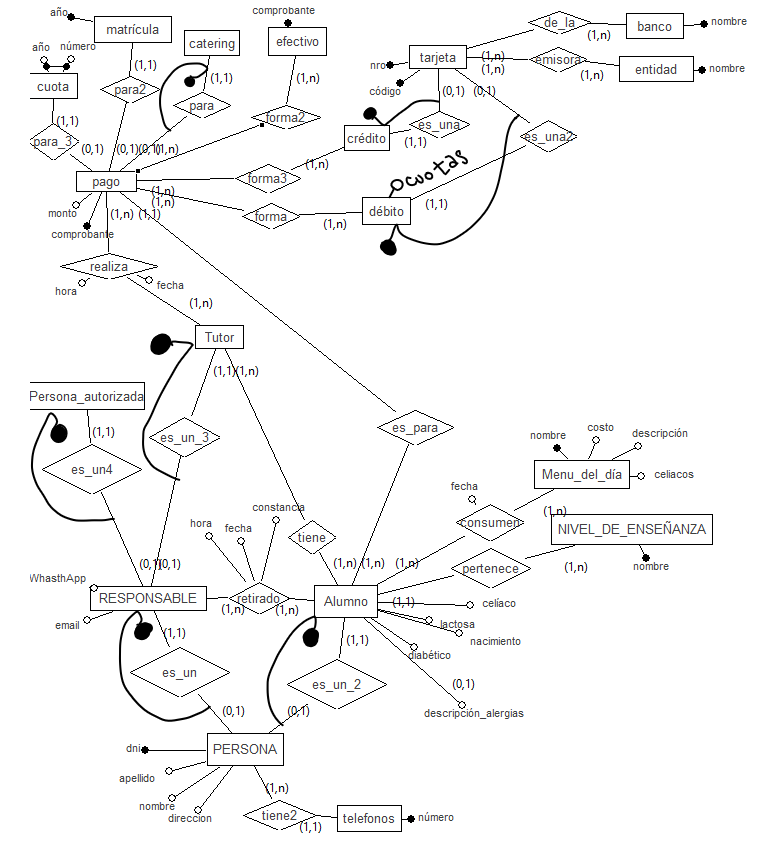 comprobante
año
matrícula
catering
efectivo
tarjeta
de_la
banco
nombre
(1,n)
año
número
(1,1)
(1,1)
(1,n)
nro
(1,n)
(1,n)
emisora
entidad
nombre
(1,n)
cuota
para2
para
código
(0,1)
(0,1)
(1,1)
forma2
es_una
es_una2
para_3
(0,1)
(0,1)
(0,1)
(1,n)
crédito
(1,1)
(1,n)
pago
forma3
0cuotas
(1,n)
(1,n)
monto
(1,n)
(1,1)
forma
(1,n)
débito
(1,1)
comprobante
realiza
hora
fecha
(1,n)
Tutor
(1,1)
(1,n)
Persona_autorizada
(1,1)
es_un_3
es_para
nombre
costo
descripción
es_un4
fecha
Menu_del_día
celiacos
constancia
hora
fecha
tiene
consumen
(1,n)
NIVEL_DE_ENSEÑANZA
(0,1)
(0,1)
(1,n)
(1,n)
(1,n)
pertenece
(1,n)
nombre
WhasthApp
RESPONSABLE
retirado
(1,n)
(1,n)
Alumno
(1,1)
celíaco
email
(1,1)
(1,1)
lactosa
nacimiento
diabético
es_un
es_un_2
(0,1)
(0,1)
(0,1)
descripción_alergias
dni
PERSONA
apellido
nombre
(1,n)
direccion
tiene2
(1,1)
telefonos
número